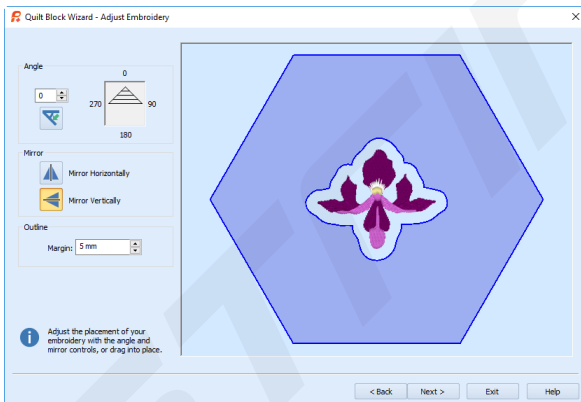 Quilt Block Wizard - Adjust Embroidery
Angle
0
0
270
90
180
Mirror
Mirror Horizontally
Mirror Vertically
Outline
Margin: 5 mm
Adjust the placement of your
embroidery with the angle and
mirror controls, or drag into place.
< Back Next > Exit Help